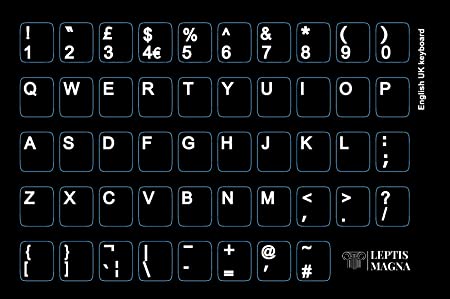 ! " £ $ % ^ & * ( )
1 2 3 4€ 5 6 7 8 9 0
Q W E R T Y U I O P
A S D F G H J K L : ;
Z X C V B N M < , > . ? /
{ } ¬ | _ + @ ~
[ ] ` ¦ \ - = ' #
English UK keyboard
LEPTIS
MAGNA